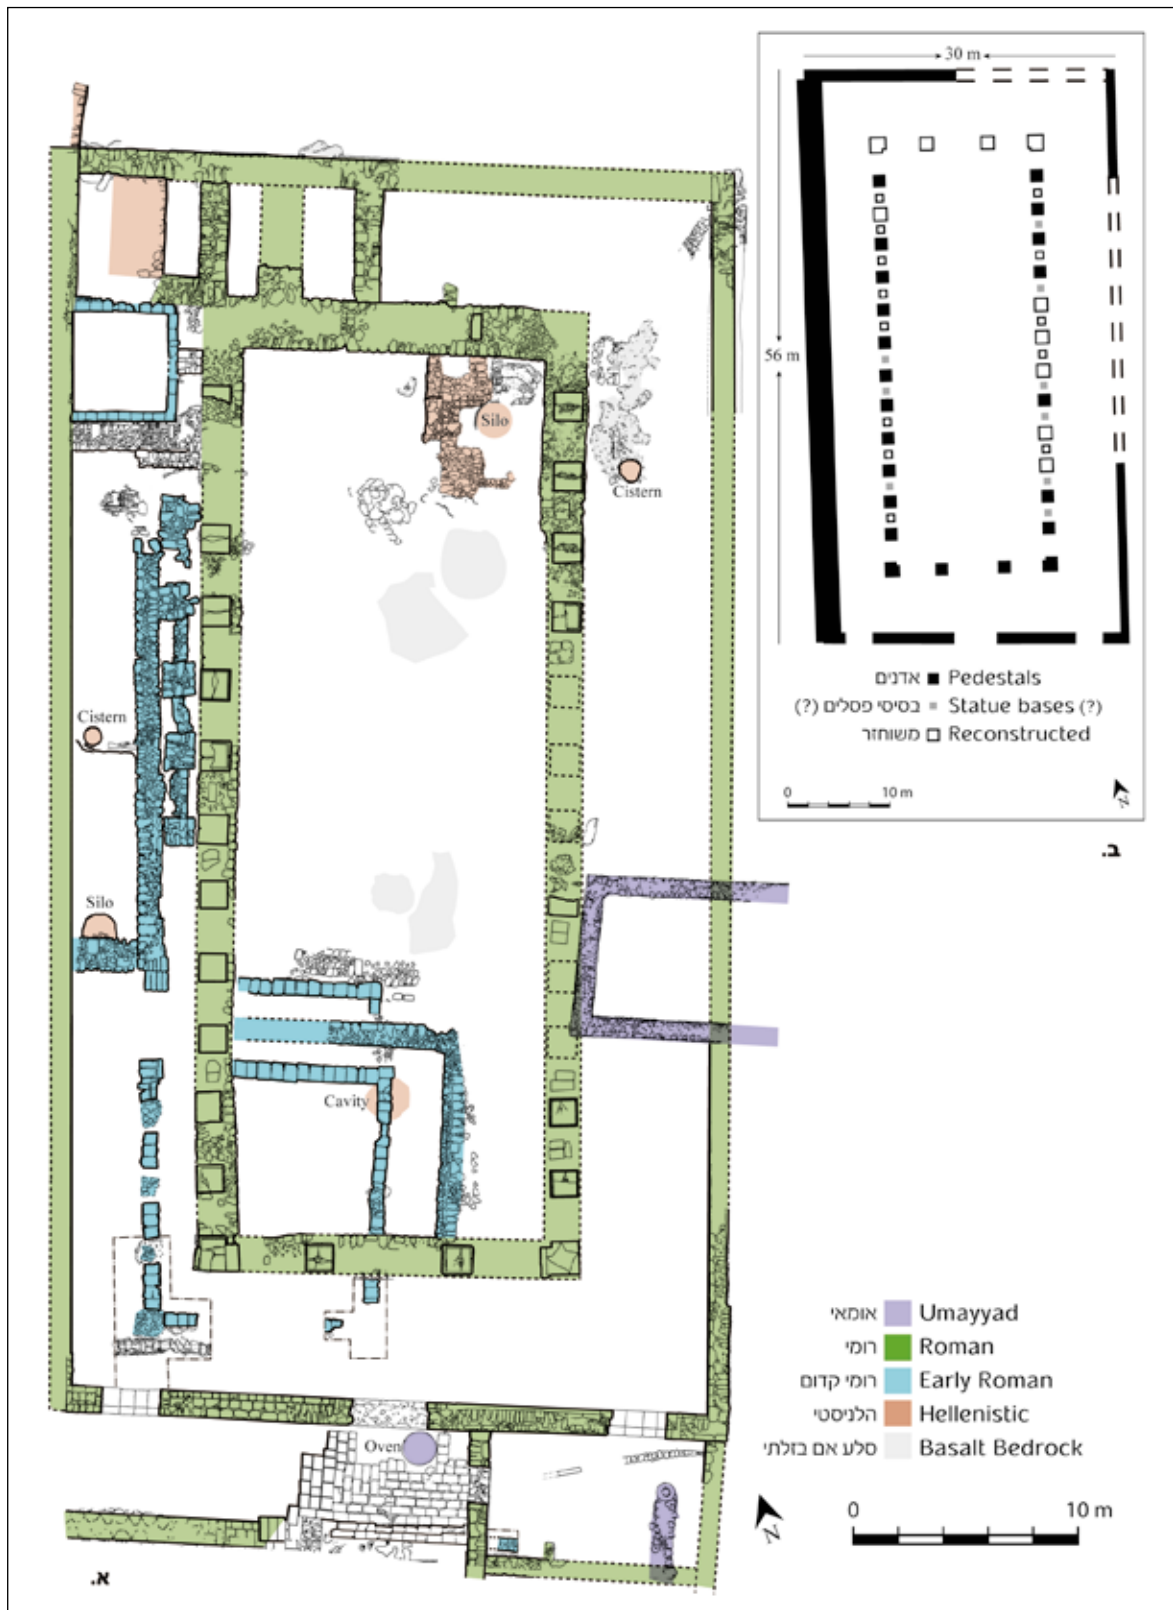 30 m
56 m
אדנים ■ Pedestals
בסיסי פסלים (?) ■ Statue bases (?)
משוחזר □ Reconstructed
0 10 m
N
ב.
Silo
Cistern
Cistern
Silo
Cavity
Oven
אומאי Umayyad
רומי Roman
רומי קדום Early Roman
הלניסטי Hellenistic
סלע אם בזלתי Basalt Bedrock
N
0 10 m
א.